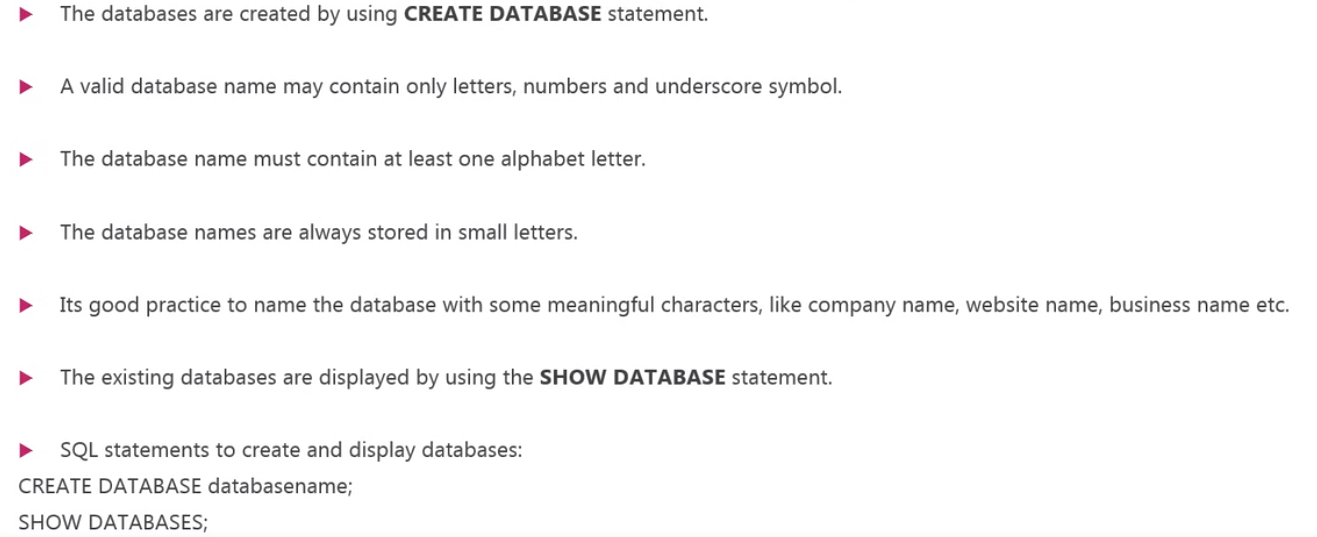 The databases are created by using CREATE DATABASE statement.
A valid database name may contain only letters, numbers and underscore symbol.
The database name must contain at least one alphabet letter.
The database names are always stored in small letters.
Its good practice to name the database with some meaningful characters, like company name, website name, business name etc.
The existing databases are displayed by using the SHOW DATABASE statement.
SQL statements to create and display databases:
CREATE DATABASE databasename;
SHOW DATABASES;